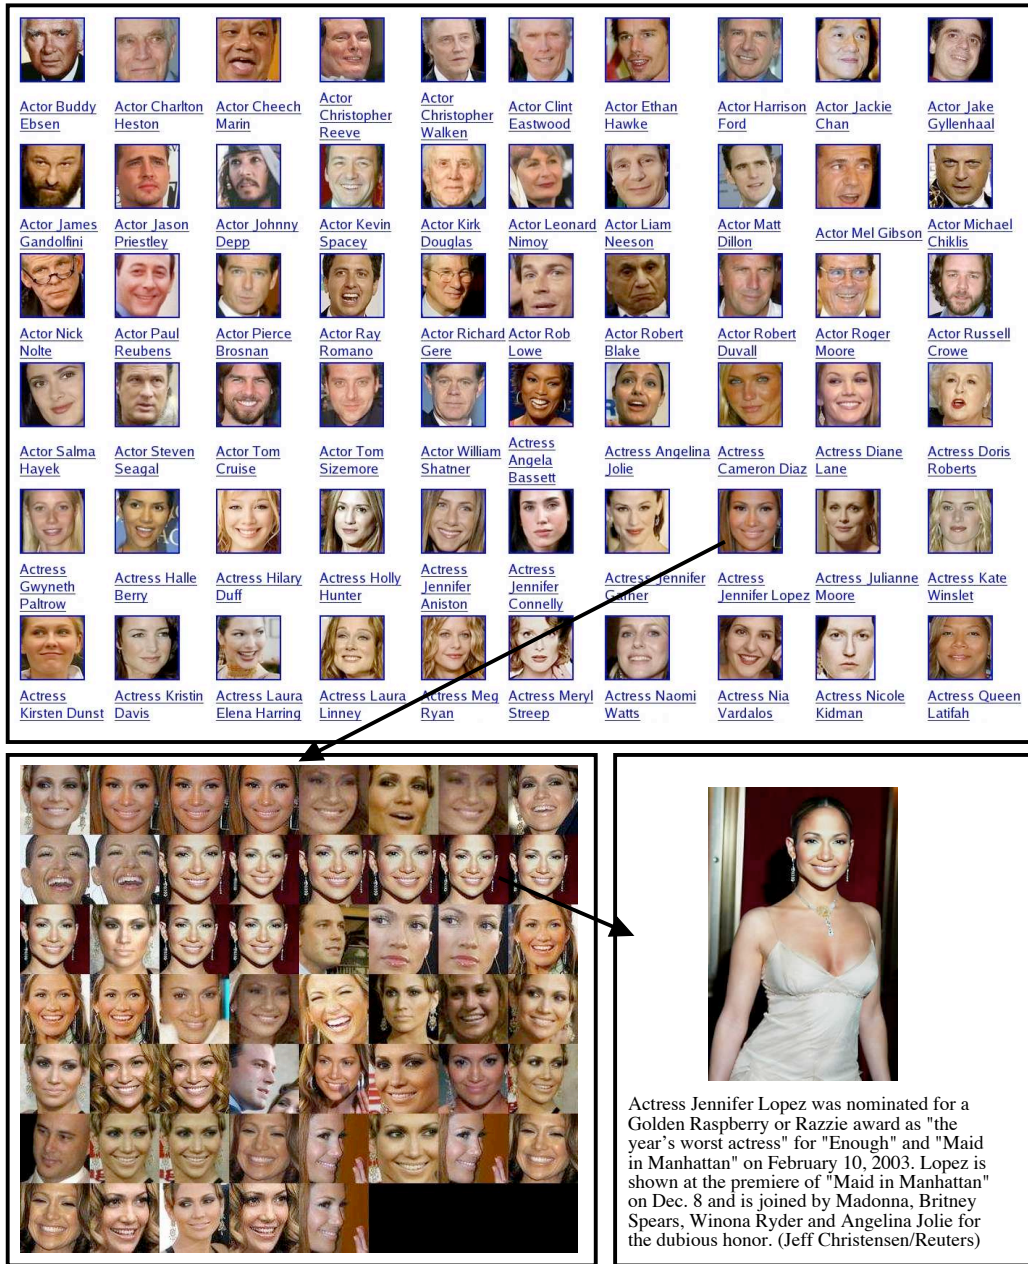 Actor Buddy
Ebsen
Actor Charlton
Heston
Actor Cheech
Marin
Actor
Christopher
Reeve
Actor
Christopher
Walken
Actor Clint
Eastwood
Actor Ethan
Hawke
Actor Harrison
Ford
Actor Jackie
Chan
Actor Jake
Gyllenhaal
Actor James
Gandolfini
Actor Jason
Priestley
Actor Johnny
Depp
Actor Kevin
Spacey
Actor Kirk
Douglas
Actor Leonard
Nimoy
Actor Liam
Neeson
Actor Matt
Dillon
Actor Mel Gibson
Actor Michael
Chiklis
Actor Nick
Nolte
Actor Paul
Reubens
Actor Pierce
Brosnan
Actor Ray
Romano
Actor Richard
Gere
Actor Rob
Lowe
Actor Robert
Blake
Actor Robert
Duvall
Actor Roger
Moore
Actor Russell
Crowe
Actor Salma
Hayek
Actor Steven
Seagal
Actor Tom
Cruise
Actor Tom
Sizemore
Actor William
Shatner
Actress
Angela
Bassett
Actress Angelina
Jolie
Actress
Cameron Diaz
Actress Diane
Lane
Actress Doris
Roberts
Actress
Gwyneth
Paltrow
Actress Halle
Berry
Actress Hilary
Duff
Actress Holly
Hunter
Actress
Jennifer
Aniston
Actress
Jennifer
Connelly
Actress Jennifer
Garner
Actress
Jennifer Lopez
Actress Julianne
Moore
Actress Kate
Winslet
Actress
Kirsten Dunst
Actress Kristin
Davis
Actress Laura
Elena Harring
Actress Laura
Linney
Actress Meg
Ryan
Actress Meryl
Streep
Actress Naomi
Watts
Actress Nia
Vardalos
Actress Nicole
Kidman
Actress Queen
Latifah
Actress Jennifer Lopez was nominated for a
Golden Raspberry or Razzie award as "the
year's worst actress" for "Enough" and "Maid
in Manhattan" on February 10, 2003. Lopez is
shown at the premiere of "Maid in Manhattan"
on Dec. 8 and is joined by Madonna, Britney
Spears, Winona Ryder and Angelina Jolie for
the dubious honor. (Jeff Christensen/Reuters)